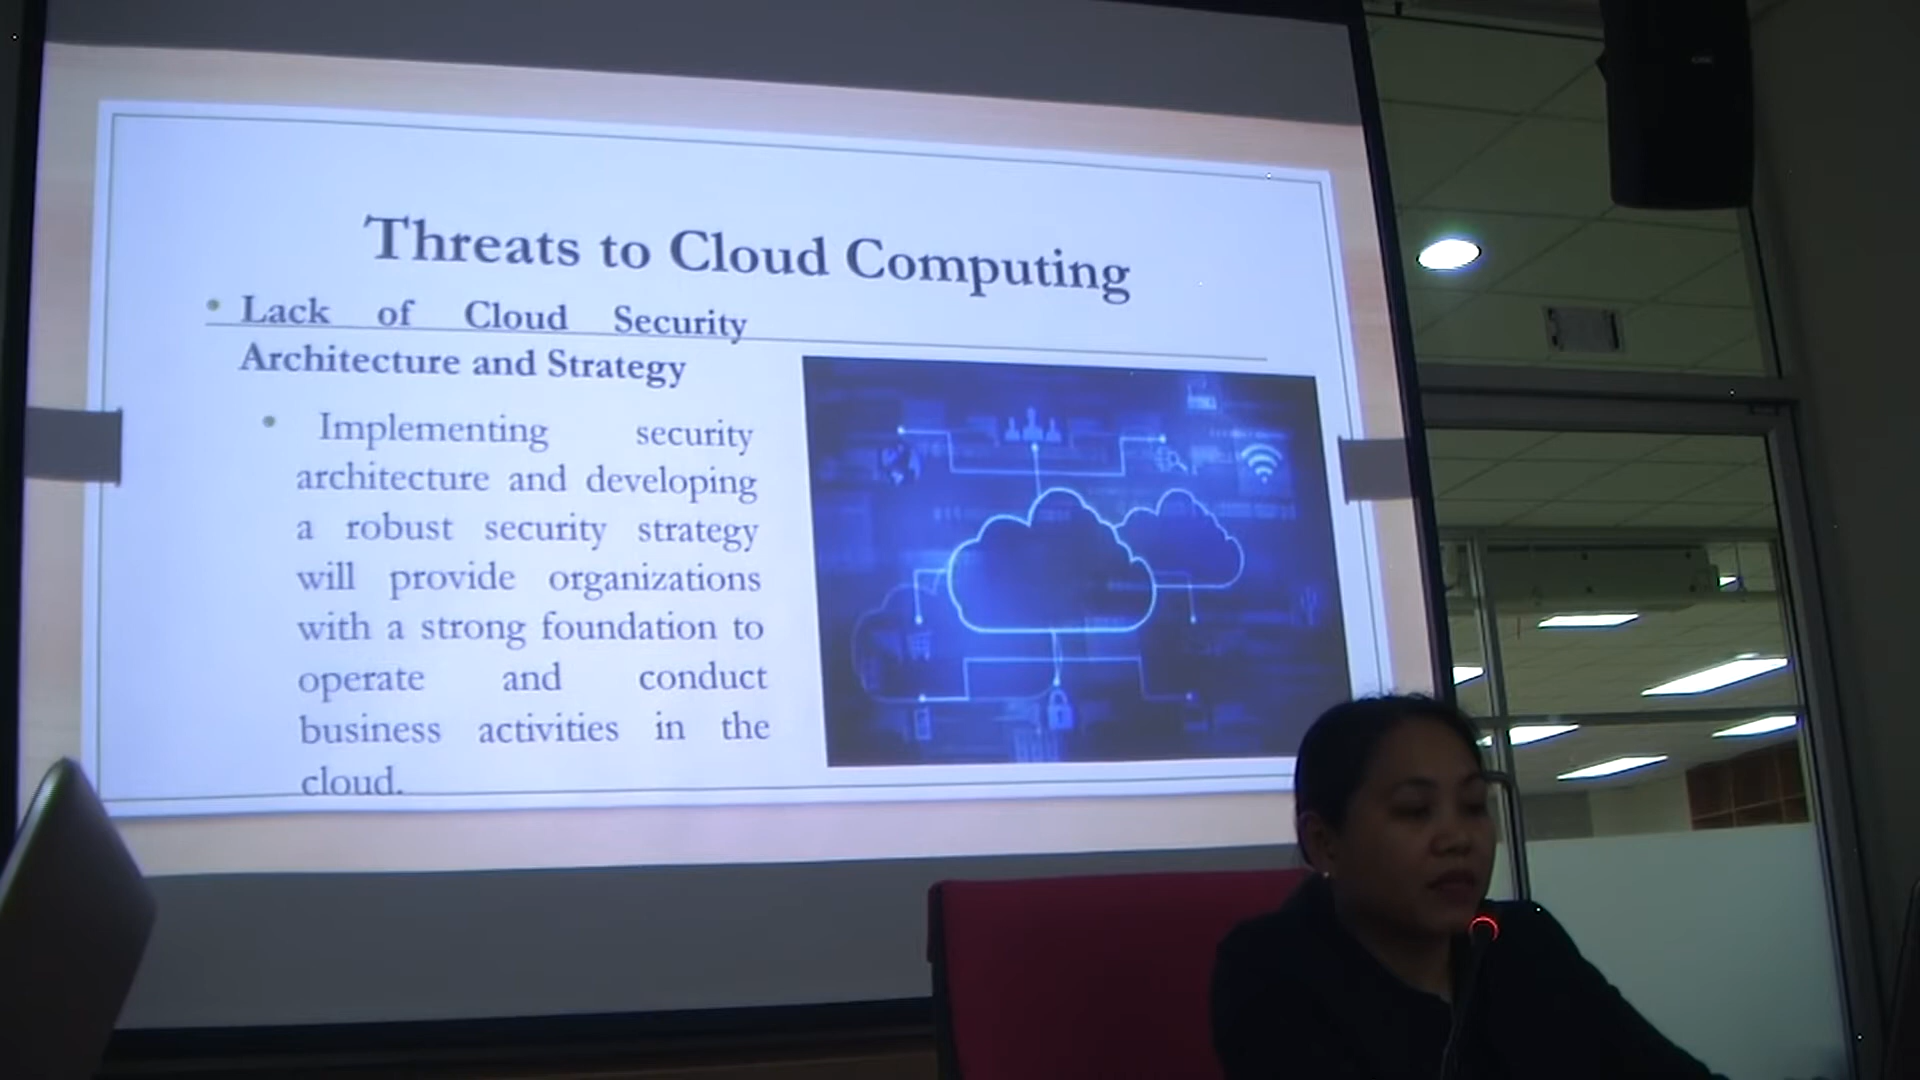 Threats to Cloud Computing
• Lack of Cloud Security
Architecture and Strategy
• Implementing security
architecture and developing
a robust security strategy
will provide organizations
with a strong foundation to
operate and conduct
business activities in the
cloud.